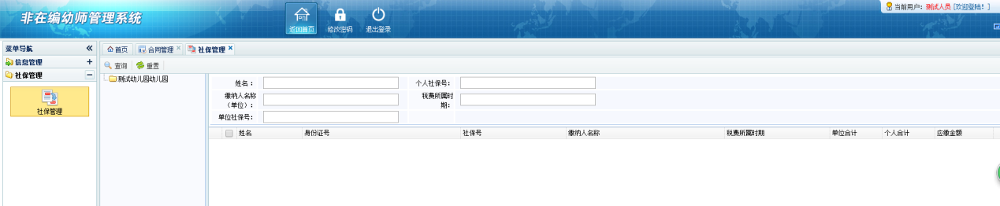 非在编幼师管理系统
返回首页 修改密码 退出登录
当前用户：测试人员 [欢迎登陆！]
菜单导航
信息管理
社保管理
社保管理
首页 合同管理 社保管理
查询 重置
测试幼儿园幼儿园
姓名：
个人社保号：
缴纳人名称
（单位）：
税费所属时
期：
单位社保号：
姓名 身份证号 社保号 缴纳人名称 税费所属时期 单位合计 个人合计 应缴金额